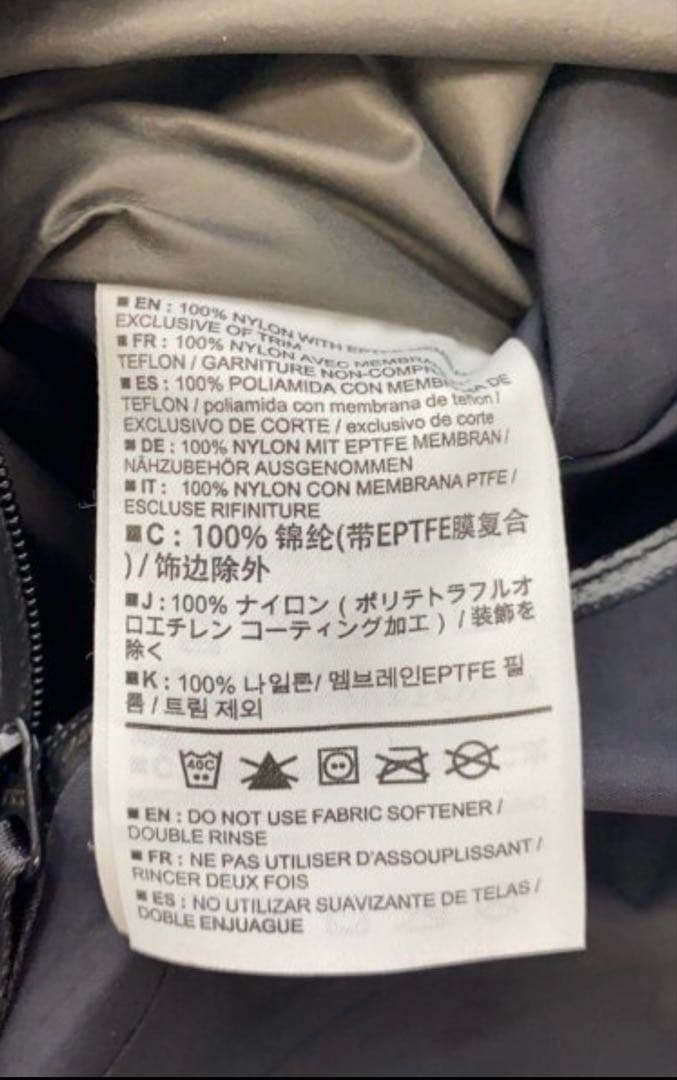 ■ EN : 100% NYLON WITH EPTFE
EXCLUSIVE OF TRIM
■ FR : 100% NYLON AVEC
TEFLON / GARNITURE
■ ES : 100% POLIAMIDA CON MEMBRANA DE
TEFLON / poliamida con membrana de teflon /
EXCLUSIVO DE CORTE / exclusivo de corte
■ DE : 100% NYLON MIT EPTFE MEMBRAN /
NÄHZUBEHÖR AUSGENOMMEN
■ IT : 100% NYLON CON MEMBRANA PTFE /
ESCLUSE RIFINITURE
■ C : 100% 锦纶(带EPTFE膜复合
)/ 饰边除外
■ J : 100% ナイロン ( ポリテトラフルオ
ロエチレン コーティング加工 ) / 装飾を
除く
■ K : 100% 나일론/ 멤브레인EPTFE 필
름 / 트림 제외
40C
■ EN : DO NOT USE FABRIC SOFTENER /
DOUBLE RINSE
■ FR : NE PAS UTILISER D'ASSOUPLISSANT /
RINCER DEUX FOIS
■ ES : NO UTILIZAR SUAVIZANTE DE TELAS /
DOBLE ENJUAGUE